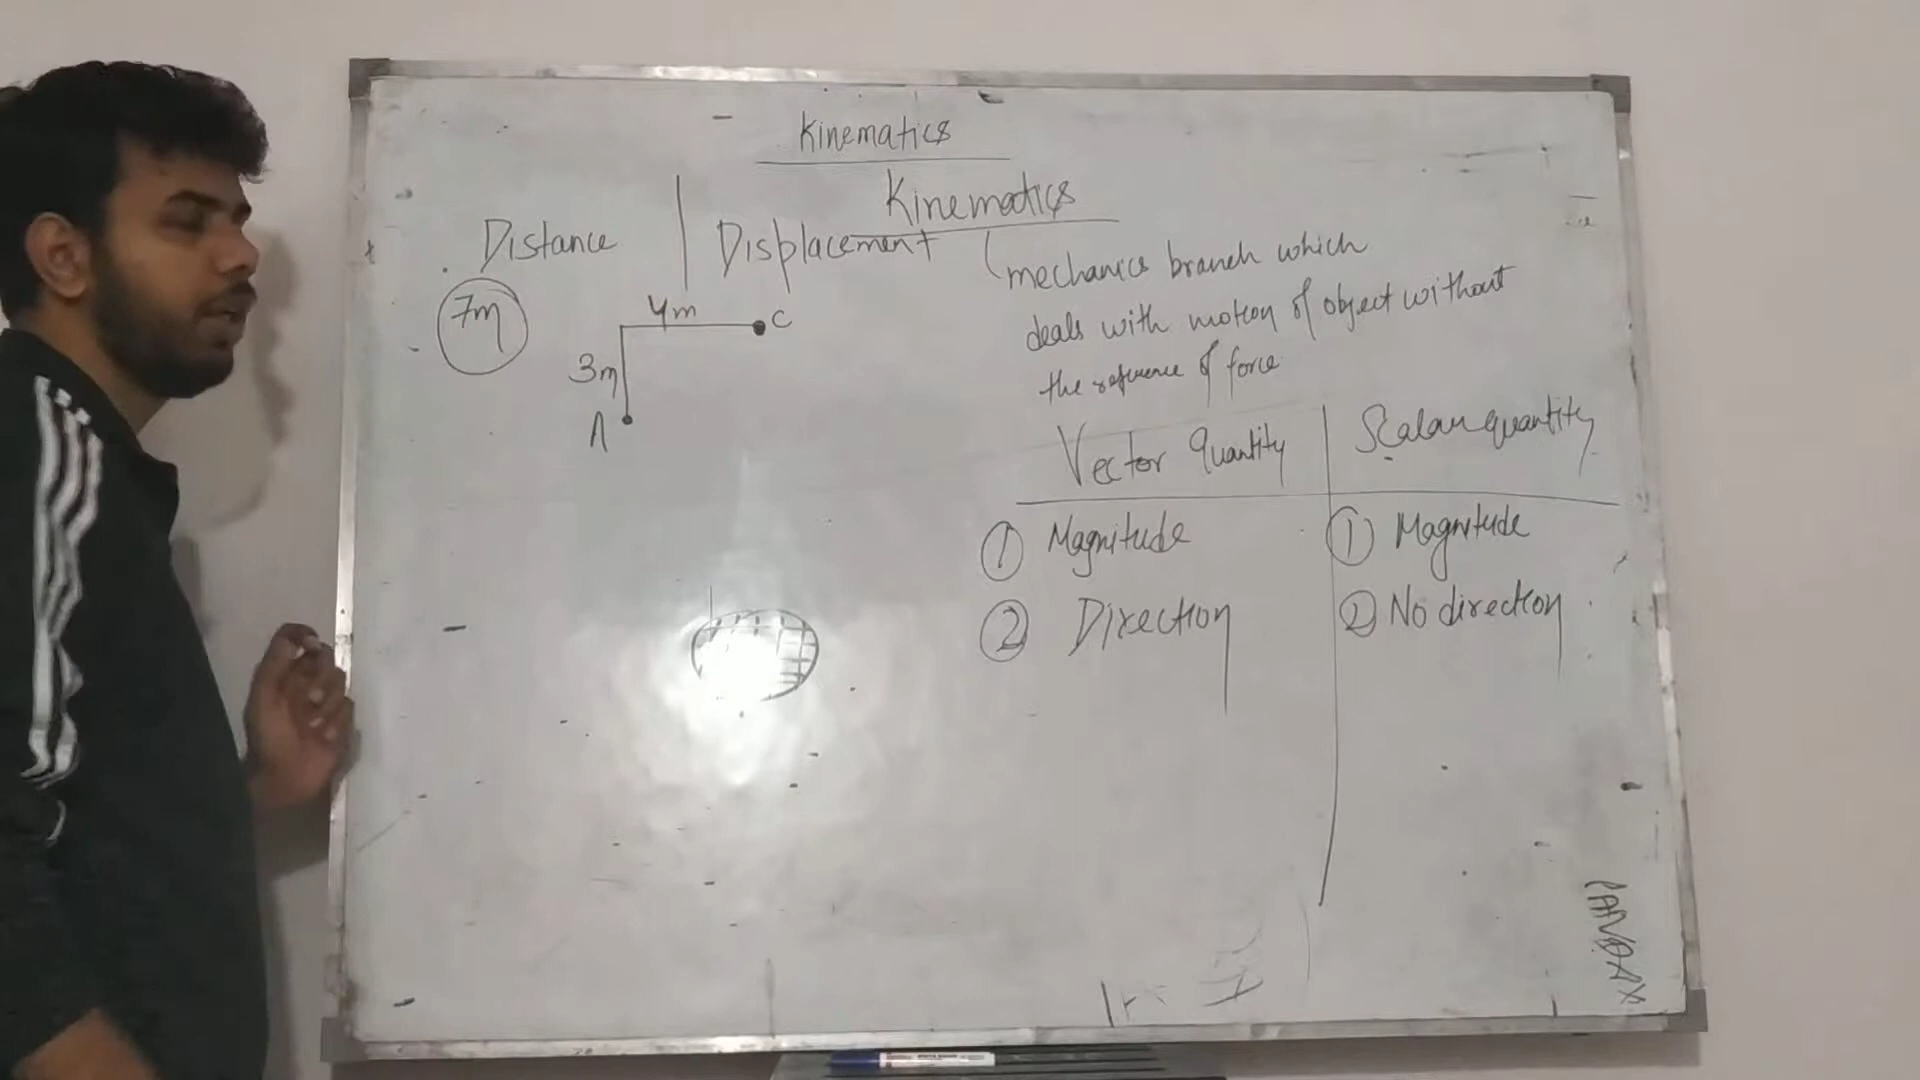 Kinematics
Kinematics
Distance | Displacement
(mechanics branch which
deals with motion of object without
the reference of force
7m
4m
C
3m
A
Vector Quantity | Scalar quantity
① Magnitude
② Direction
① Magnitude
② No direction